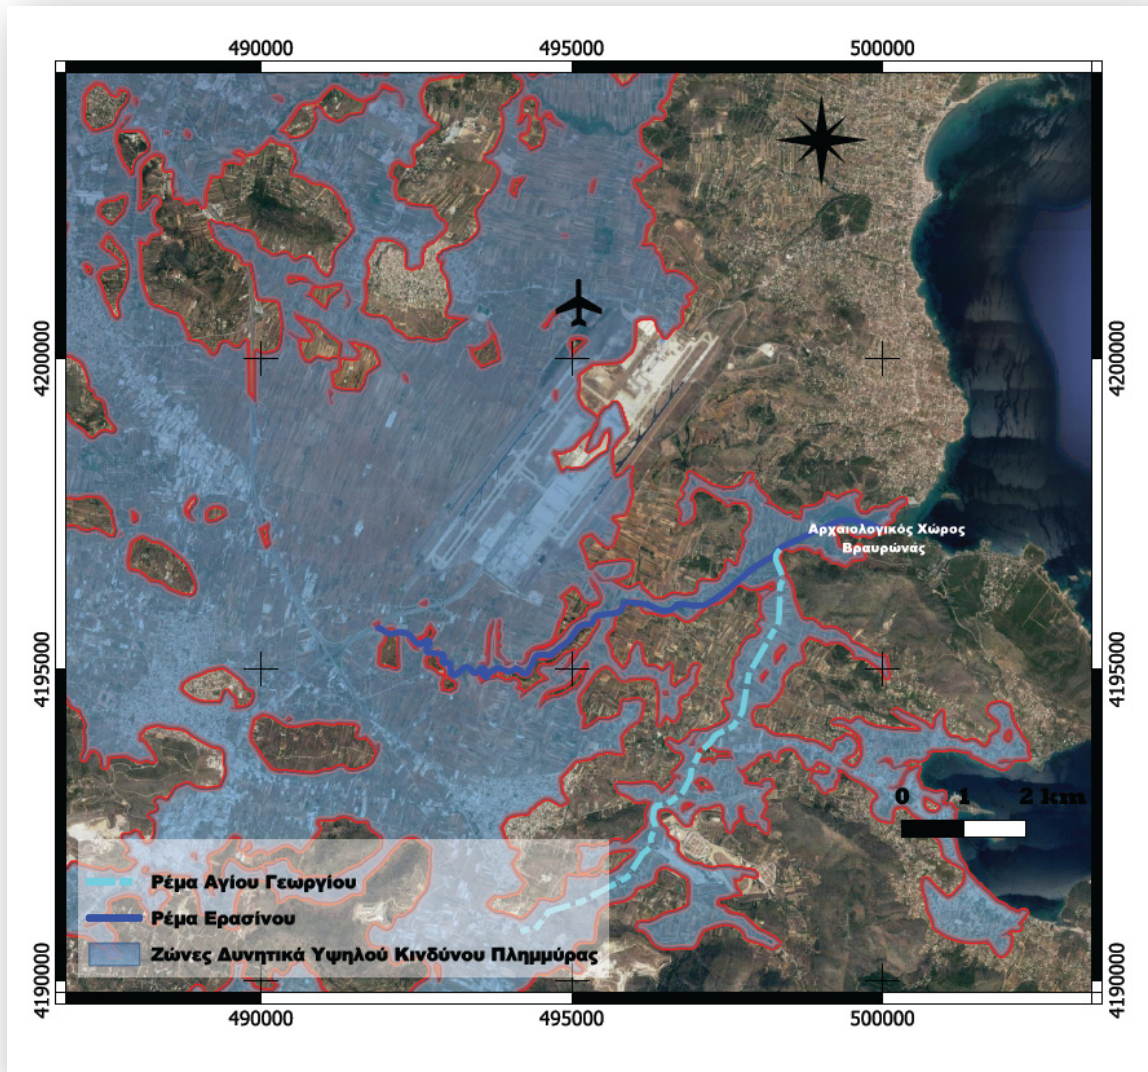 490000 495000 500000
4200000 4200000
Αρχαιολογικός Χώρος
Βραυρώνας
4195000 4195000
0 1 2 km
Ρέμα Αγίου Γεωργίου
Ρέμα Ερασίνου
Ζώνες Δυνητικά Υψηλού Κινδύνου Πλημμύρας
4190000 4190000
490000 495000 500000